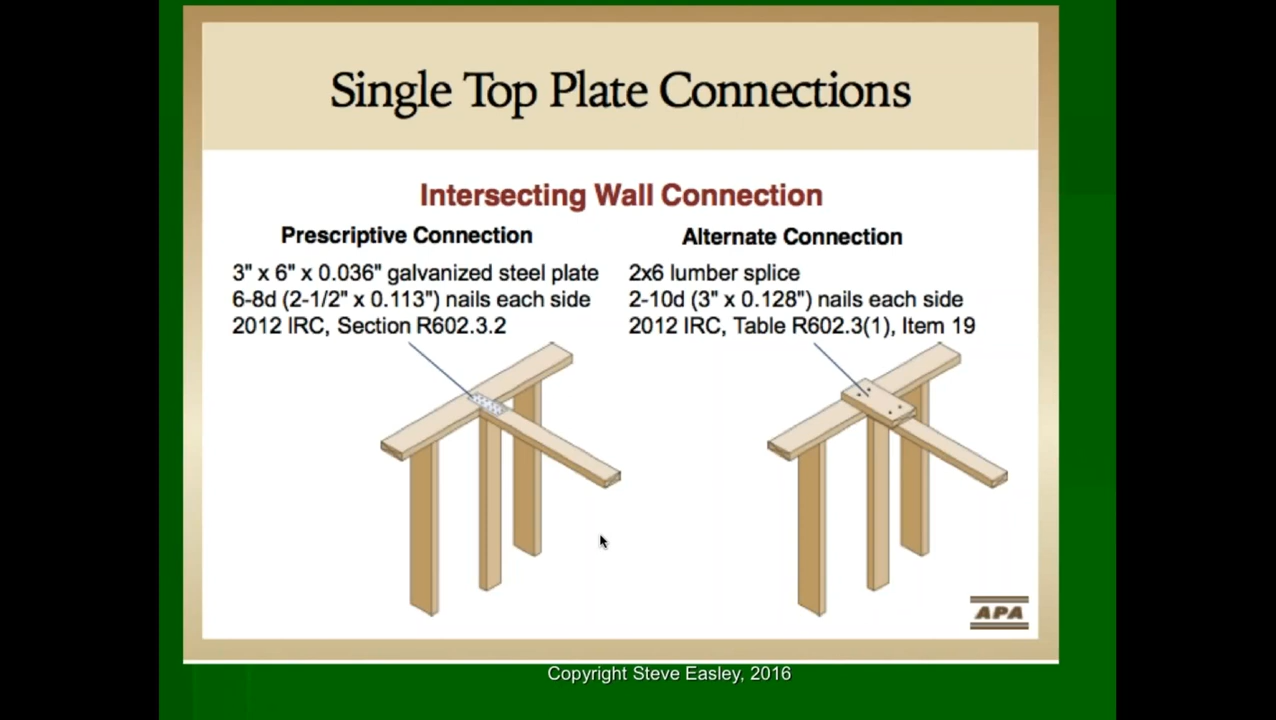 Single Top Plate Connections
Intersecting Wall Connection
Prescriptive Connection
3" x 6" x 0.036" galvanized steel plate
6-8d (2-1/2" x 0.113") nails each side
2012 IRC, Section R602.3.2
Alternate Connection
2x6 lumber splice
2-10d (3" x 0.128") nails each side
2012 IRC, Table R602.3(1), Item 19
APA
Copyright Steve Easley, 2016